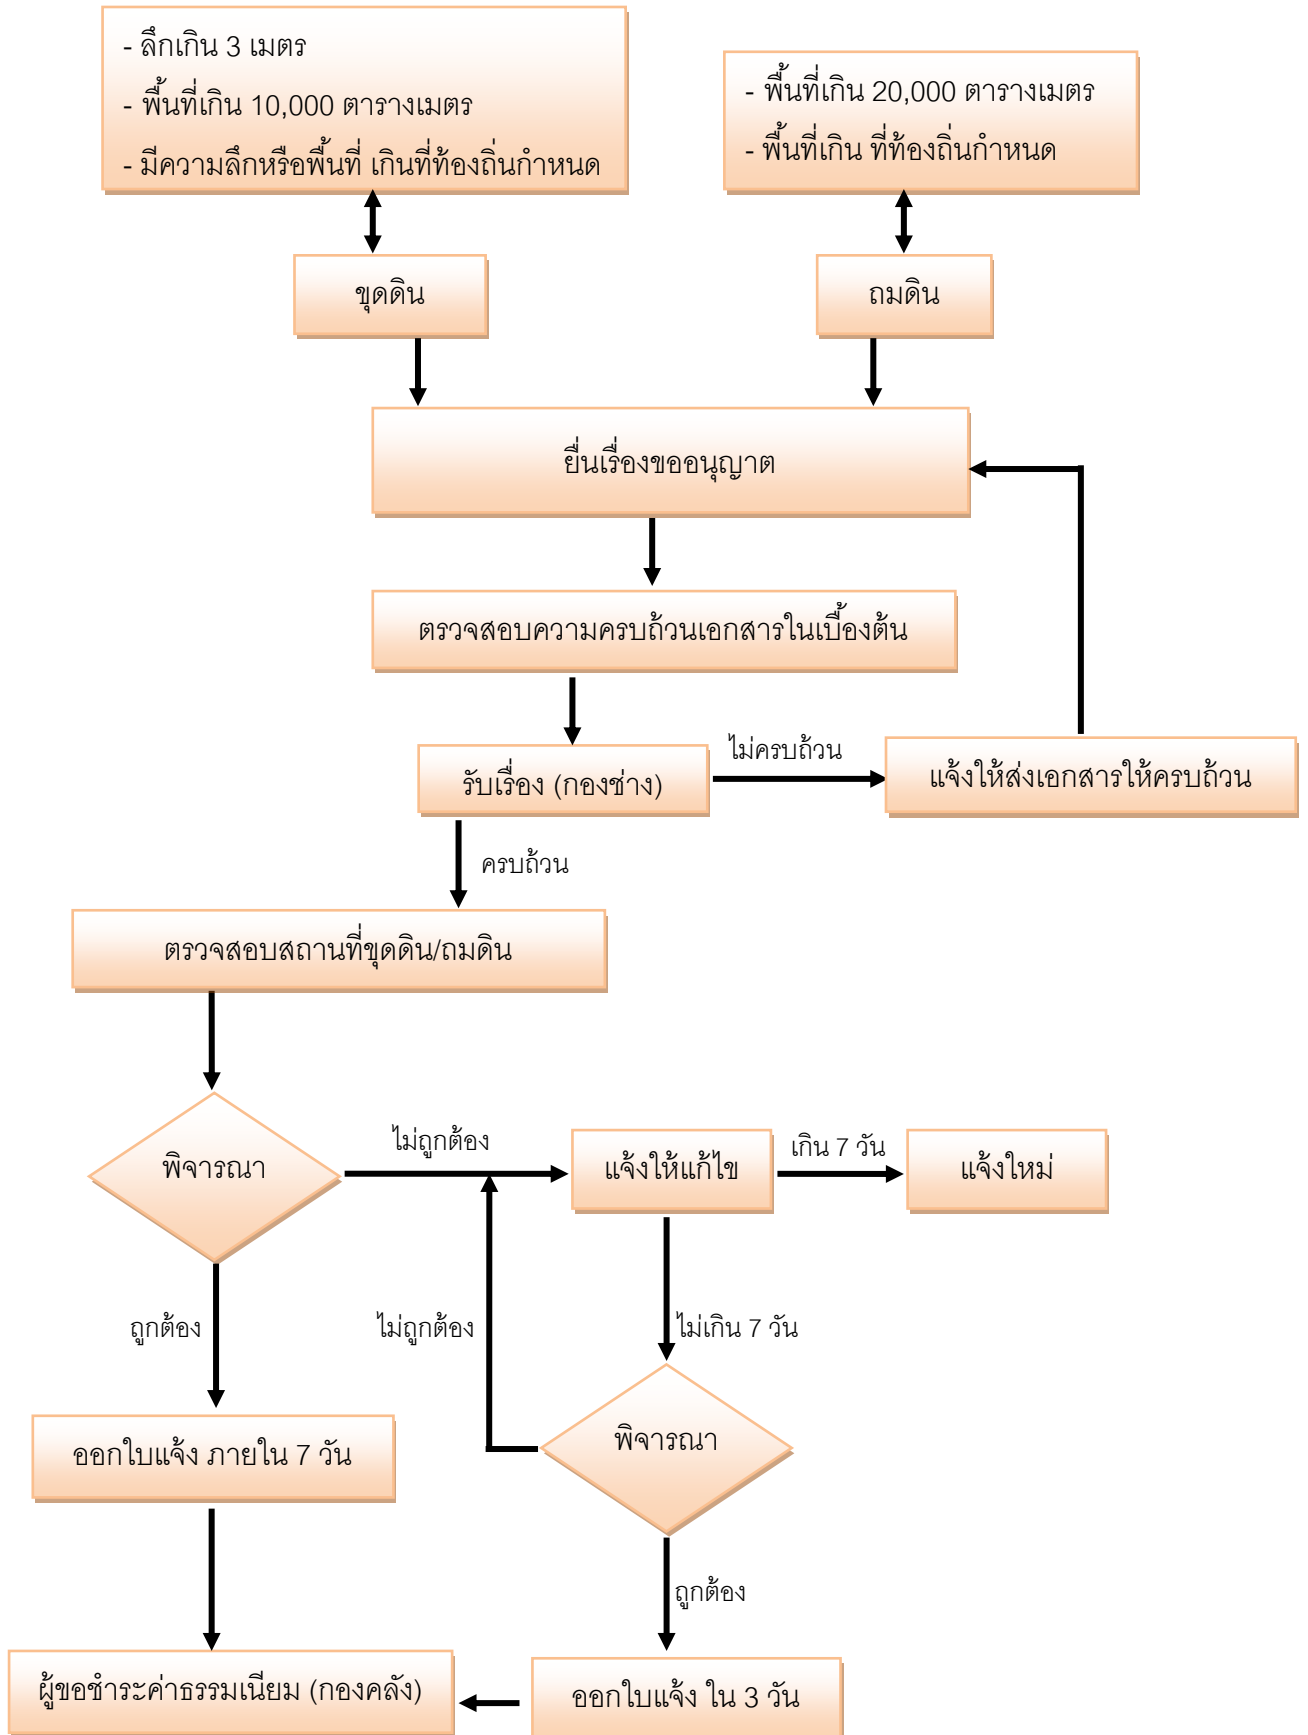 - ลึกเกิน 3 เมตร
- พื้นที่เกิน 10,000 ตารางเมตร
- มีความลึกหรือพื้นที่ เกินที่ท้องถิ่นกำหนด
- พื้นที่เกิน 20,000 ตารางเมตร
- พื้นที่เกิน ที่ท้องถิ่นกำหนด
ขุดดิน
ถมดิน
ยื่นเรื่องขออนุญาต
ตรวจสอบความครบถ้วนเอกสารในเบื้องต้น
รับเรื่อง (กองช่าง)
ไม่ครบถ้วน
แจ้งให้ส่งเอกสารให้ครบถ้วน
ครบถ้วน
ตรวจสอบสถานที่ขุดดิน/ถมดิน
พิจารณา
ไม่ถูกต้อง
แจ้งให้แก้ไข
เกิน 7 วัน
แจ้งใหม่
ถูกต้อง
ไม่ถูกต้อง
ไม่เกิน 7 วัน
ออกใบแจ้ง ภายใน 7 วัน
พิจารณา
ถูกต้อง
ผู้ขอชำระค่าธรรมเนียม (กองคลัง)
ออกใบแจ้ง ใน 3 วัน